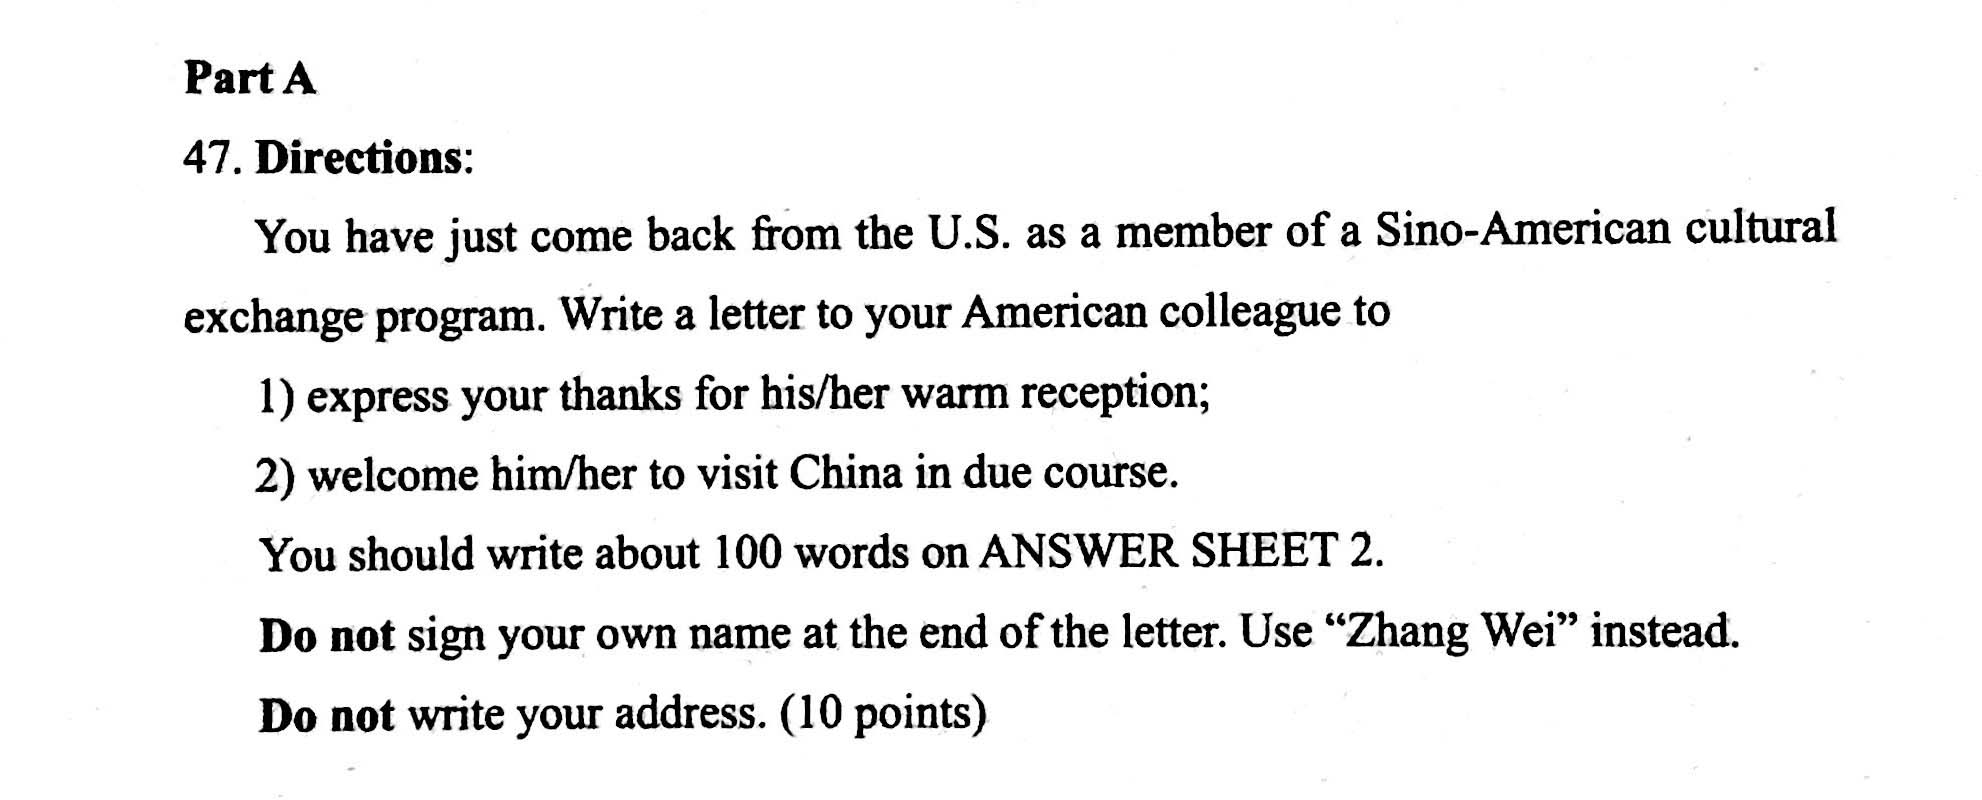 Part A
47. Directions:
You have just come back from the U.S. as a member of a Sino-American cultural
exchange program. Write a letter to your American colleague to
1) express your thanks for his/her warm reception;
2) welcome him/her to visit China in due course.
You should write about 100 words on ANSWER SHEET 2.
Do not sign your own name at the end of the letter. Use “Zhang Wei” instead.
Do not write your address. (10 points)